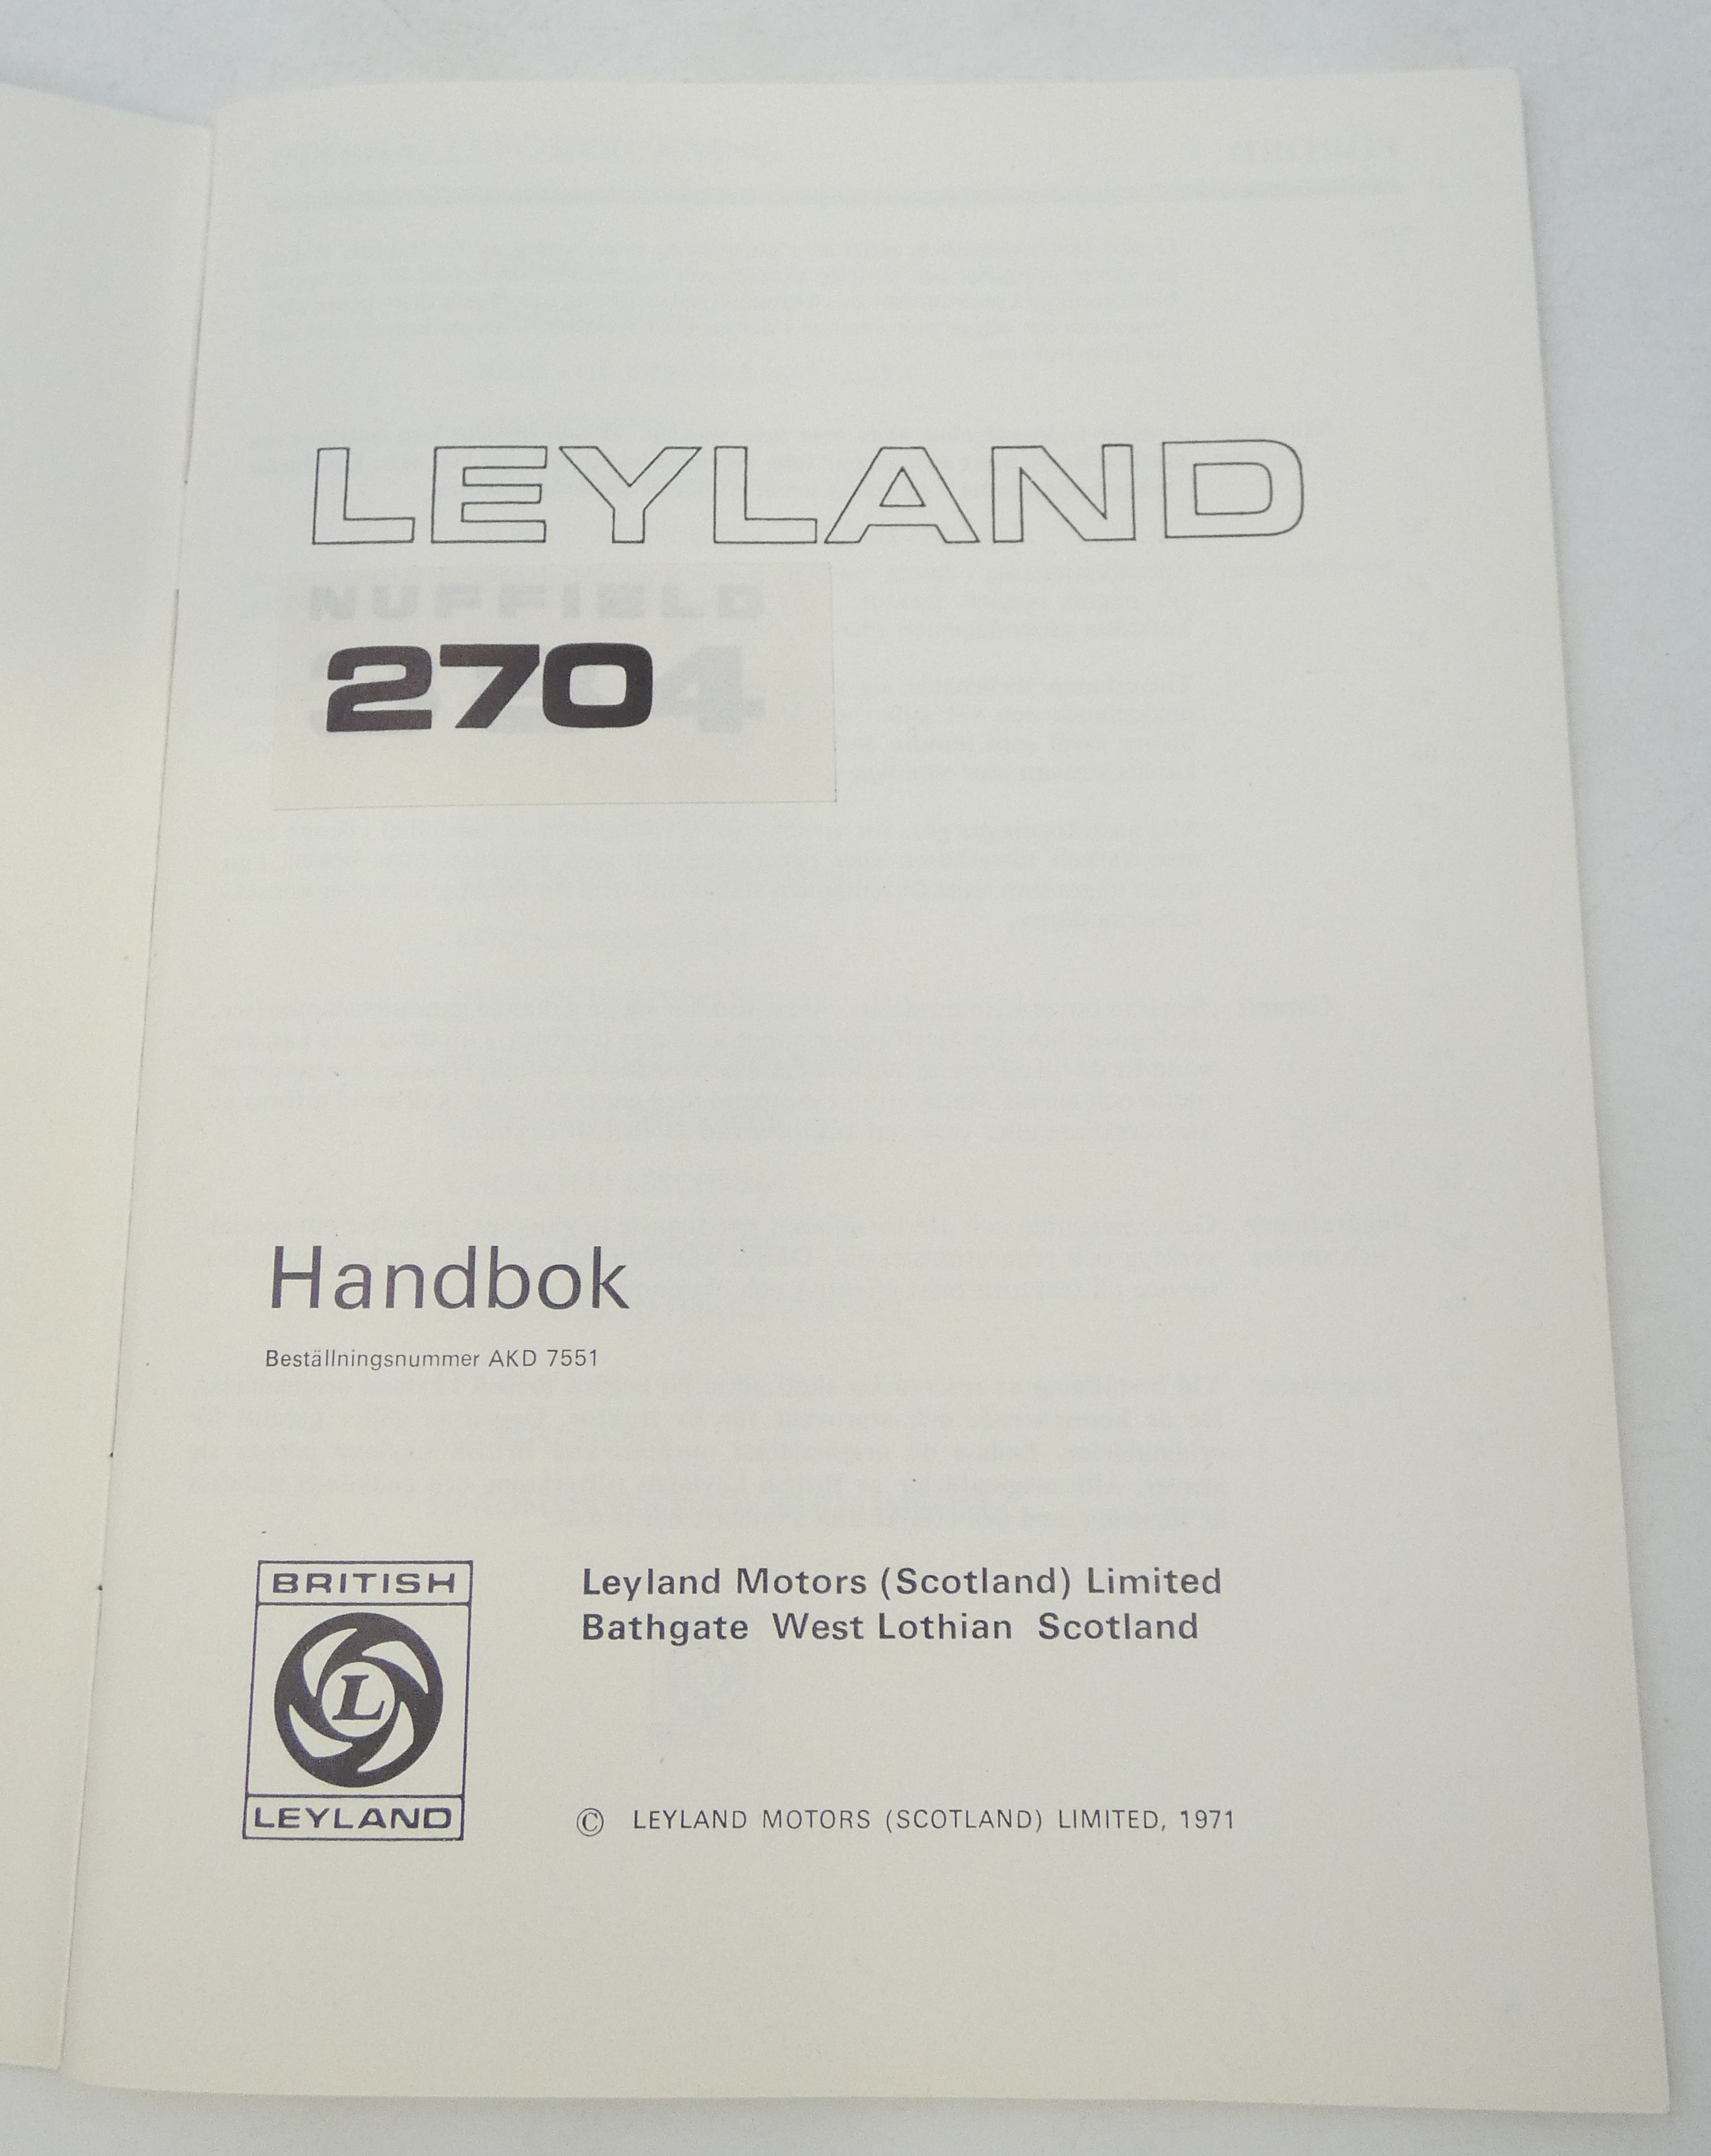 LEYLAND
NUFFIELD
270
Handbok
Beställningsnummer AKD 7551
BRITISH
L
LEYLAND
Leyland Motors (Scotland) Limited
Bathgate West Lothian Scotland
© LEYLAND MOTORS (SCOTLAND) LIMITED, 1971